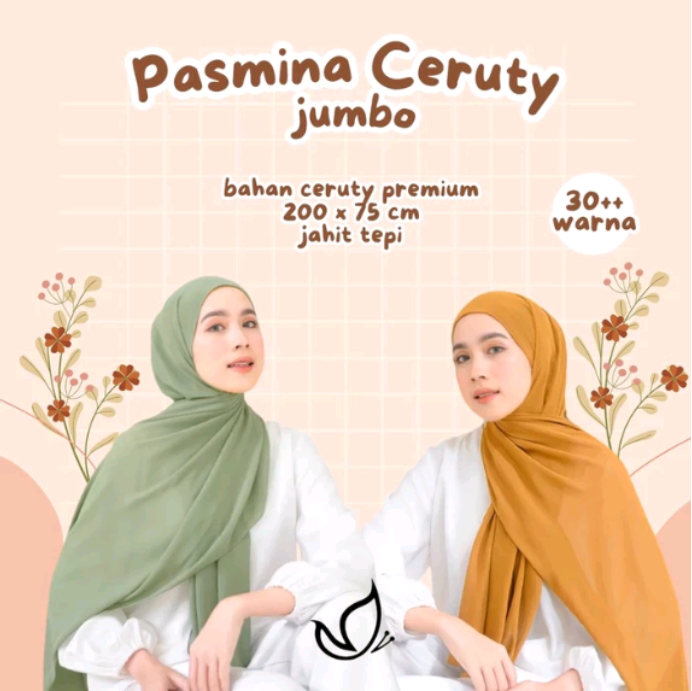 Pasmina Ceruty
jumbo
bahan ceruty premium
200 x 75 cm
jahit tepi
30++
warna